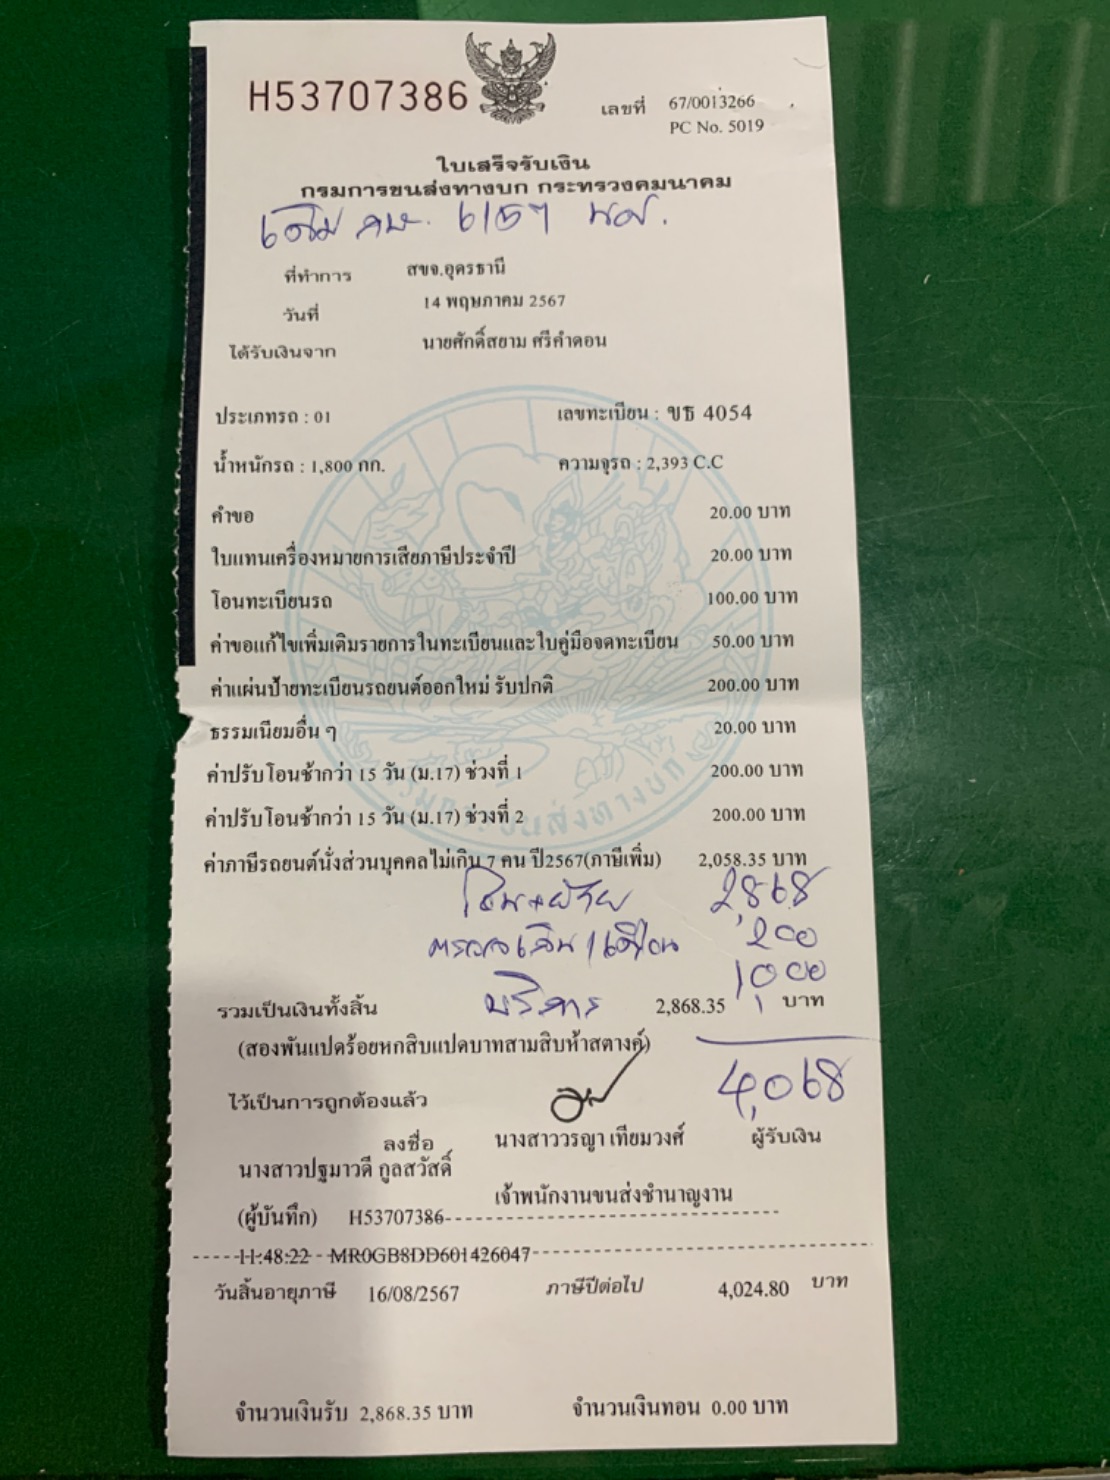 H53707386
เลขที่ 67/0013266
PC No. 5019
ใบเสร็จรับเงิน
กรมการขนส่งทางบก กระทรวงคมนาคม
เดิม
ที่ทำการ สขจ.อุดรธานี
วันที่ 14 พฤษภาคม 2567
ได้รับเงินจาก นายศักดิ์สยาม ศรีคำดอน
ประเภทรถ : 01 เลขทะเบียน : ขธ 4054
น้ำหนักรถ : 1,800 กก. ความจุรถ : 2,393 C.C
คำขอ 20.00 บาท
ใบแทนเครื่องหมายการเสียภาษีประจำปี 20.00 บาท
โอนทะเบียนรถ 100.00 บาท
ค่าขอแก้ไขเพิ่มเติมรายการในทะเบียนและใบคู่มือจดทะเบียน 50.00 บาท
ค่าแผ่นป้ายทะเบียนรถยนต์ออกใหม่ รับปกติ 200.00 บาท
ธรรมเนียมอื่น ๆ 20.00 บาท
ค่าปรับโอนช้ากว่า 15 วัน (ม.17) ช่วงที่ 1 200.00 บาท
ค่าปรับโอนช้ากว่า 15 วัน (ม.17) ช่วงที่ 2 200.00 บาท
ค่าภาษีรถยนต์นั่งส่วนบุคคลไม่เกิน 7 คน ปี2567(ภาษีเพิ่ม) 2,058.35 บาท
โอน+ย้าย 2,868
ตรวจเลิน/เดือน 200
บริการ 1,000
รวมเป็นเงินทั้งสิ้น 2,868.35 บาท
(สองพันแปดร้อยหกสิบแปดบาทสามสิบห้าสตางค์)
4,068
ไว้เป็นการถูกต้องแล้ว
ลงชื่อ นางสาววรญา เทียมวงศ์ ผู้รับเงิน
นางสาวปฐมาวดี กูลสวัสดิ์
เจ้าพนักงานขนส่งชำนาญงาน
(ผู้บันทึก) H53707386
11:48:22 MR0GB8DD601426047
วันสิ้นอายุภาษี 16/08/2567 ภาษีปีต่อไป 4,024.80 บาท
จำนวนเงินรับ 2,868.35 บาท จำนวนเงินทอน 0.00 บาท